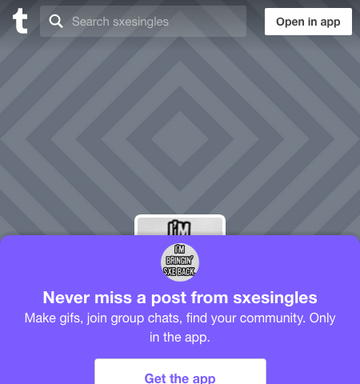 t
Search sxesingles
Open in app
I'M
I'M
BRINGIN'
SXE BACK
Never miss a post from sxesingles
Make gifs, join group chats, find your community. Only
in the app.
Get the app